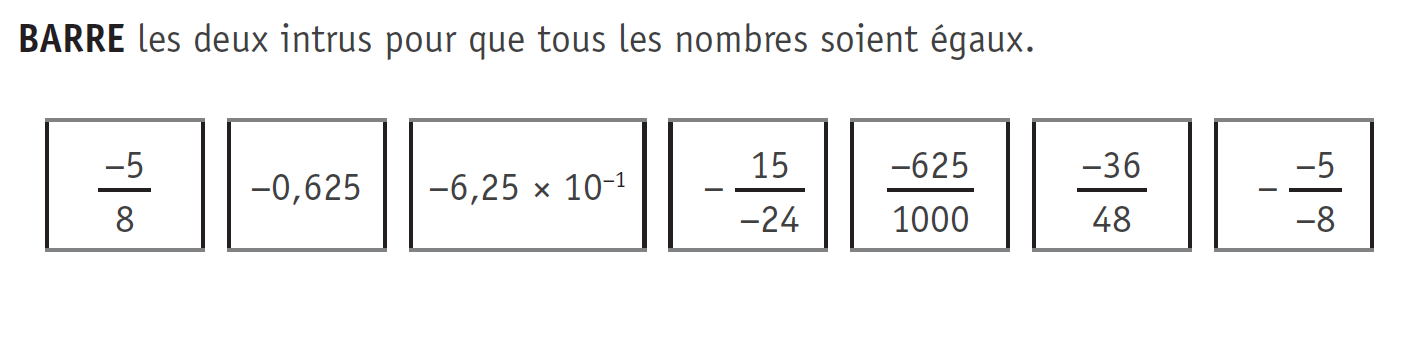 BARRE les deux intrus pour que tous les nombres soient égaux.
–5/8 –0,625 –6,25 × 10⁻¹ – 15/–24 –625/1000 –36/48 – –5/–8